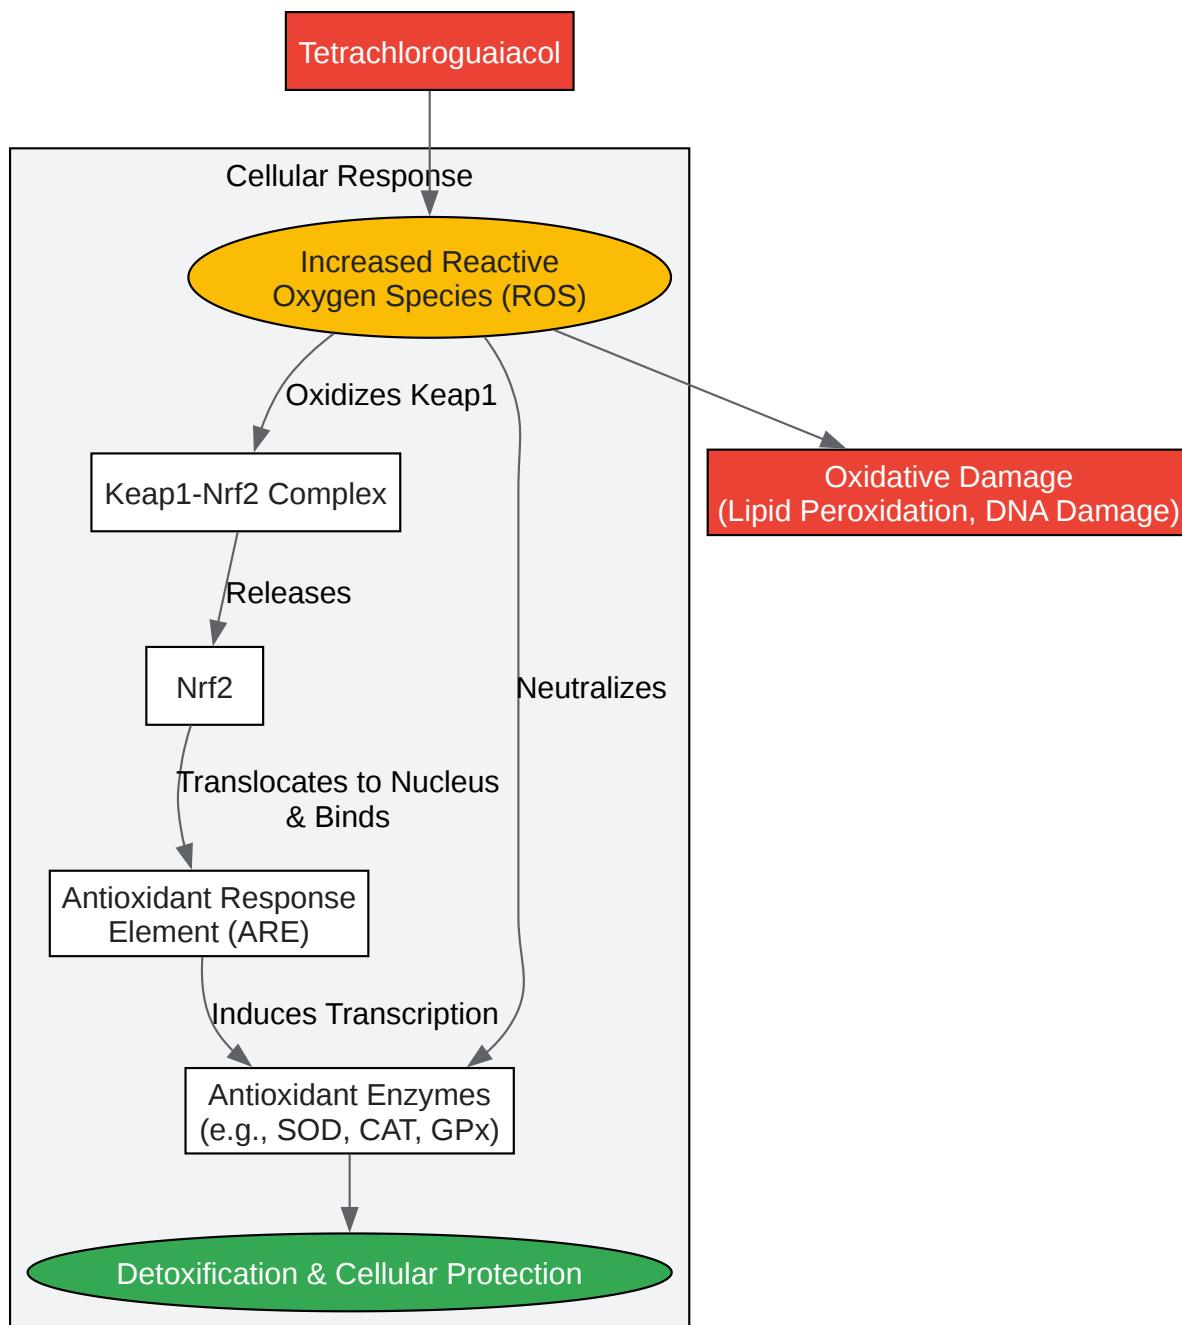 Tetrachloroguaiacol
Cellular Response
Increased Reactive
Oxygen Species (ROS)
Oxidizes Keap1
Oxidative Damage
(Lipid Peroxidation, DNA Damage)
Keap1-Nrf2 Complex
Releases
Nrf2
Neutralizes
Translocates to Nucleus
& Binds
Antioxidant Response
Element (ARE)
Induces Transcription
Antioxidant Enzymes
(e.g., SOD, CAT, GPx)
Detoxification & Cellular Protection